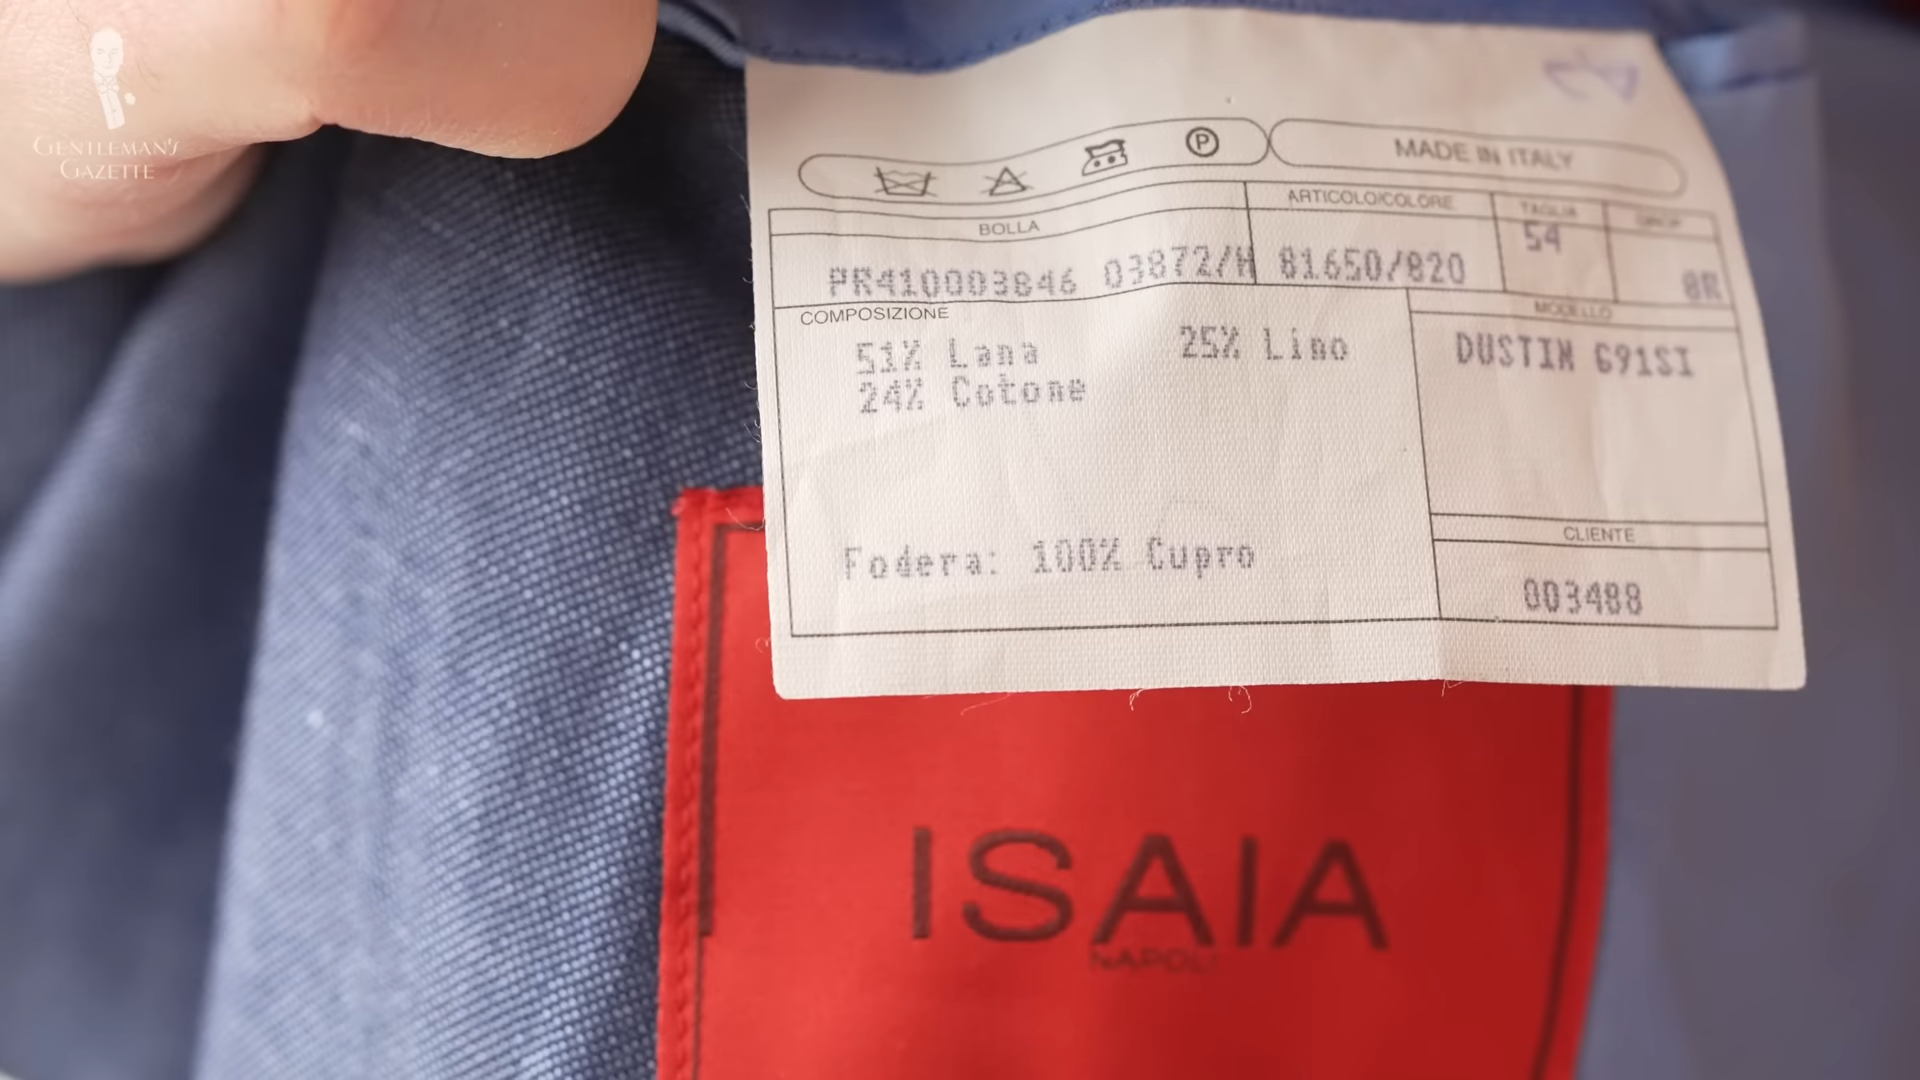 GENTLEMAN'S
GAZETTE
P
MADE IN ITALY
BOLLA
ARTICOLO/COLORE
TAGLIA
DROP
PR410003846 03872/H
81650/820
54
8R
COMPOSIZIONE
MODELLO
51% Lana
25% Lino
24% Cotone
DUSTIN G91SI
Fodera: 100% Cupro
CLIENTE
003488
ISAIA
NAPOLI